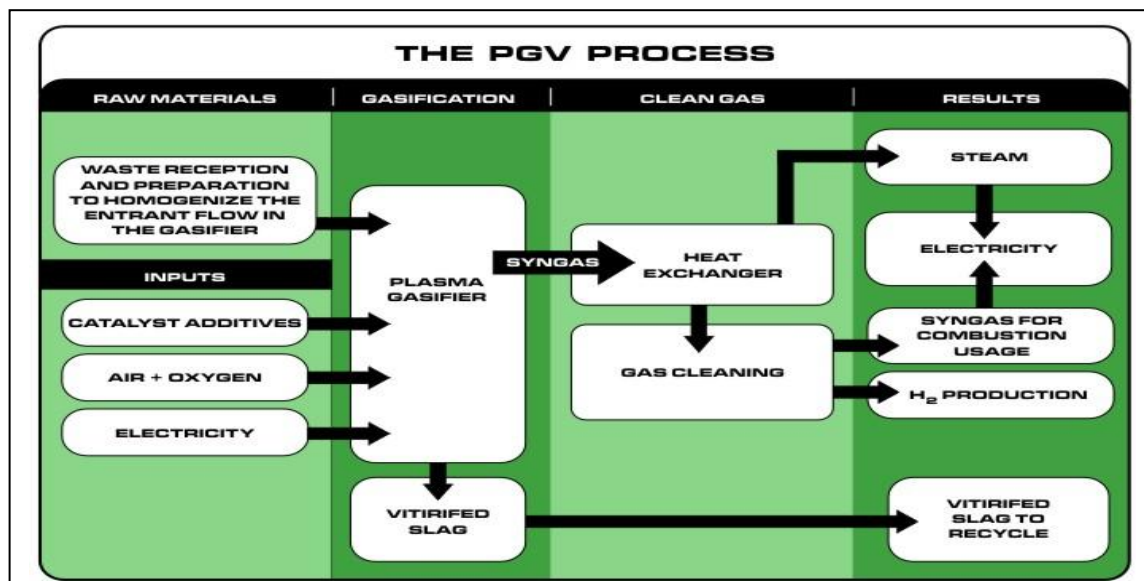 THE PGV PROCESS
RAW MATERIALS
GASIFICATION
CLEAN GAS
RESULTS
WASTE RECEPTION
AND PREPARATION
TO HOMOGENIZE THE
ENTRANT FLOW IN
THE GASIFIER
INPUTS
CATALYST ADDITIVES
AIR + OXYGEN
ELECTRICITY
PLASMA
GASIFIER
VITIRIFED
SLAG
SYNGAS
HEAT
EXCHANGER
GAS CLEANING
STEAM
ELECTRICITY
SYNGAS FOR
COMBUSTION
USAGE
H₂ PRODUCTION
VITIRIFED
SLAG TO
RECYCLE